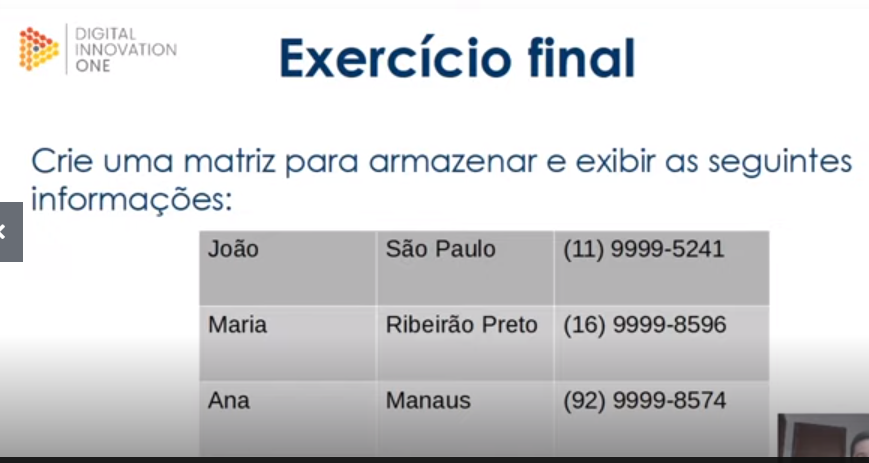 DIGITAL
INNOVATION
ONE
Exercício final
Crie uma matriz para armazenar e exibir as seguintes
informações:
João São Paulo (11) 9999-5241
Maria Ribeirão Preto (16) 9999-8596
Ana Manaus (92) 9999-8574